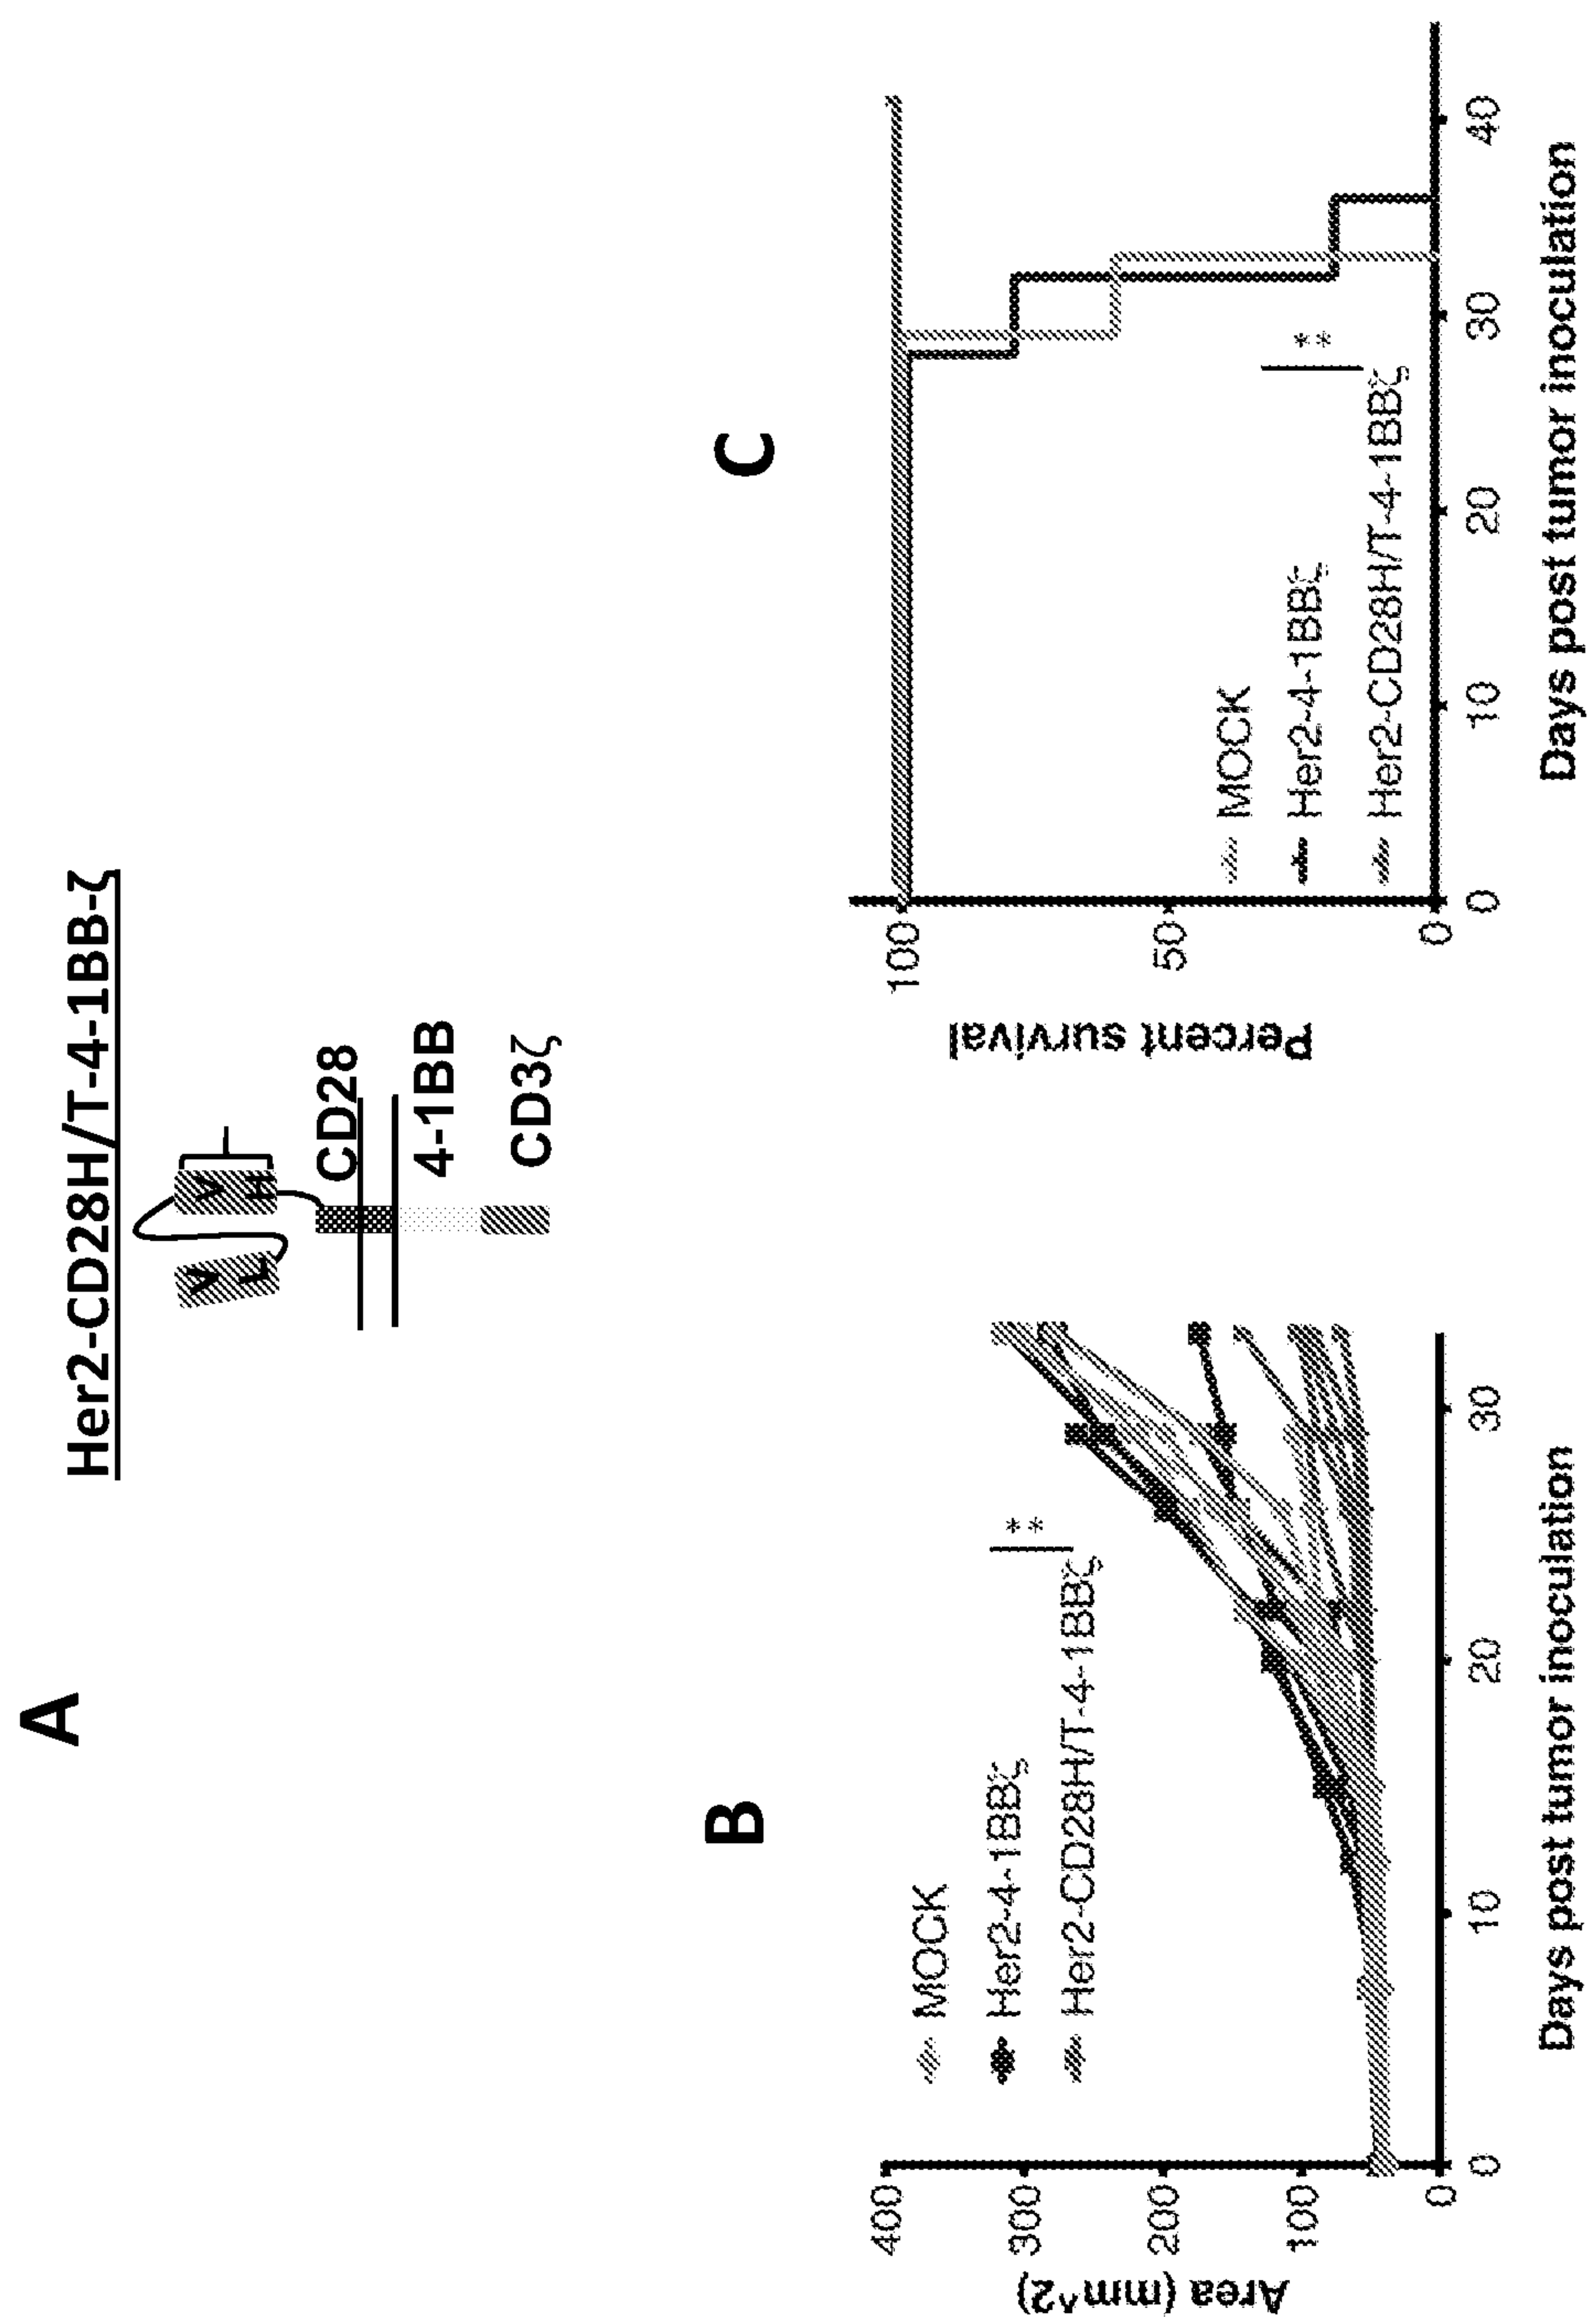 A
Her2-CD28H/T-4-1BB-ζ
V
L
V
H
CD28
4-1BB
CD3ζ
B
Area (mm^2)
400
300
200
100
0
MOCK
Her2-4-1BBζ
Her2-CD28H/T-4-1BBζ
**
0
10
20
30
Days post tumor inoculation
C
Percent survival
100
50
0
MOCK
Her2-4-1BBζ
Her2-CD28H/T-4-1BBζ
**
0
10
20
30
40
Days post tumor inoculation